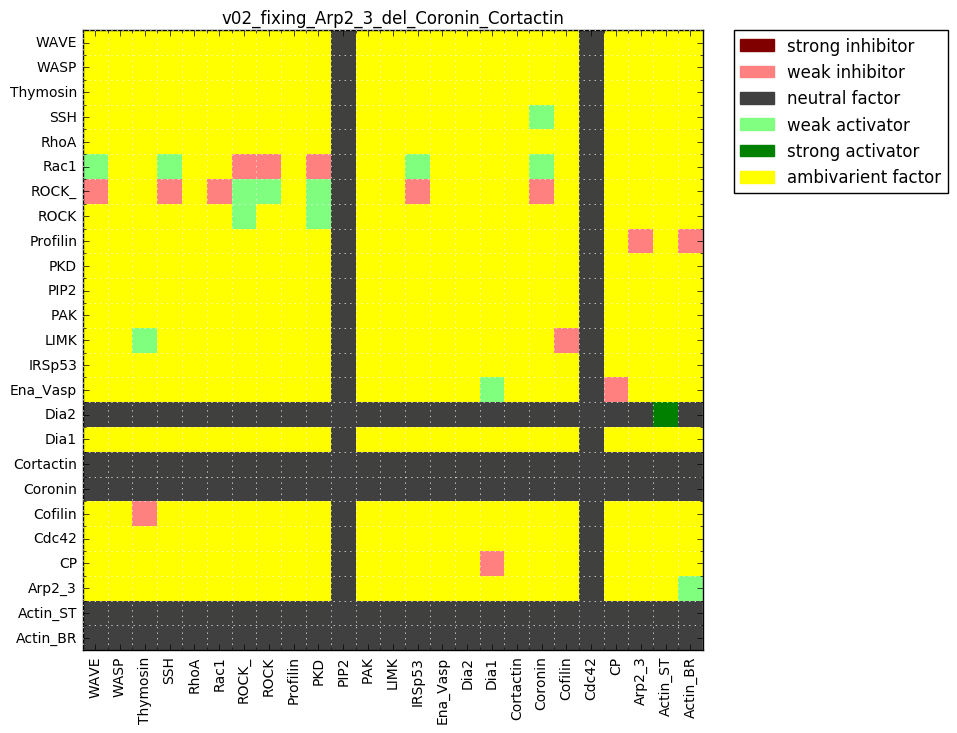 v02_fixing_Arp2_3_del_Coronin_Cortactin
WAVE
WASP
Thymosin
SSH
RhoA
Rac1
ROCK_
ROCK
Profilin
PKD
PIP2
PAK
LIMK
IRSp53
Ena_Vasp
Dia2
Dia1
Cortactin
Coronin
Cofilin
Cdc42
CP
Arp2_3
Actin_ST
Actin_BR
WAVE
WASP
Thymosin
SSH
RhoA
Rac1
ROCK_
ROCK
Profilin
PKD
PIP2
PAK
LIMK
IRSp53
Ena_Vasp
Dia2
Dia1
Cortactin
Coronin
Cofilin
Cdc42
CP
Arp2_3
Actin_ST
Actin_BR
strong inhibitor
weak inhibitor
neutral factor
weak activator
strong activator
ambivarient factor